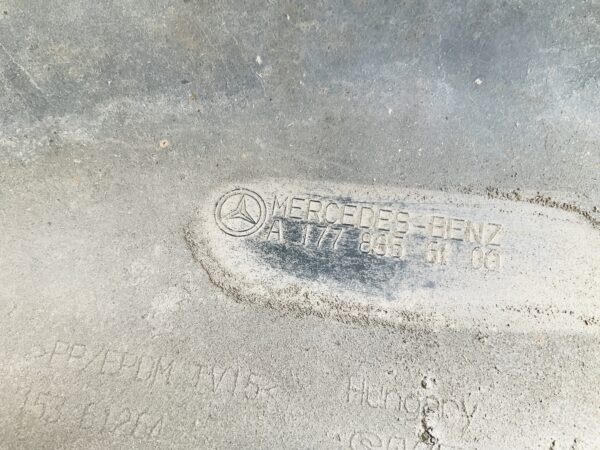 MERCEDES-BENZ
A 177 885 61 00
>PP/EPDM TV15<
Hungary